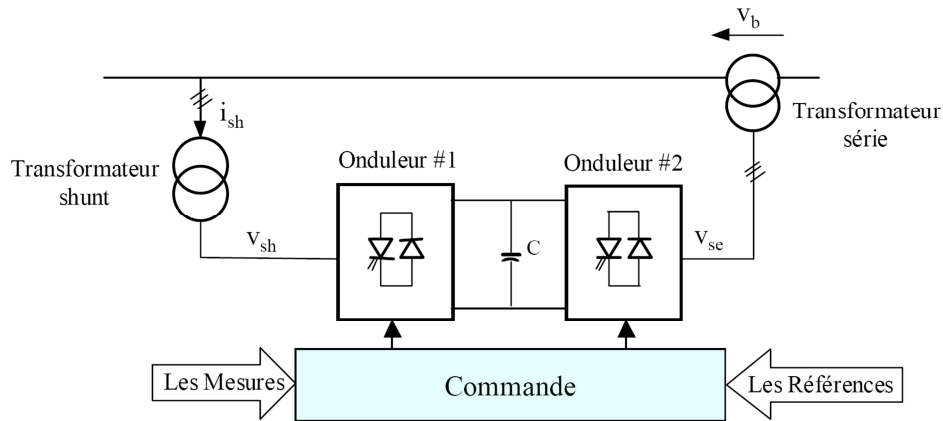 v_b
i_sh
Transformateur
shunt
Onduleur #1
Onduleur #2
Transformateur
série
v_sh
C
v_se
Les Mesures
Commande
Les Références